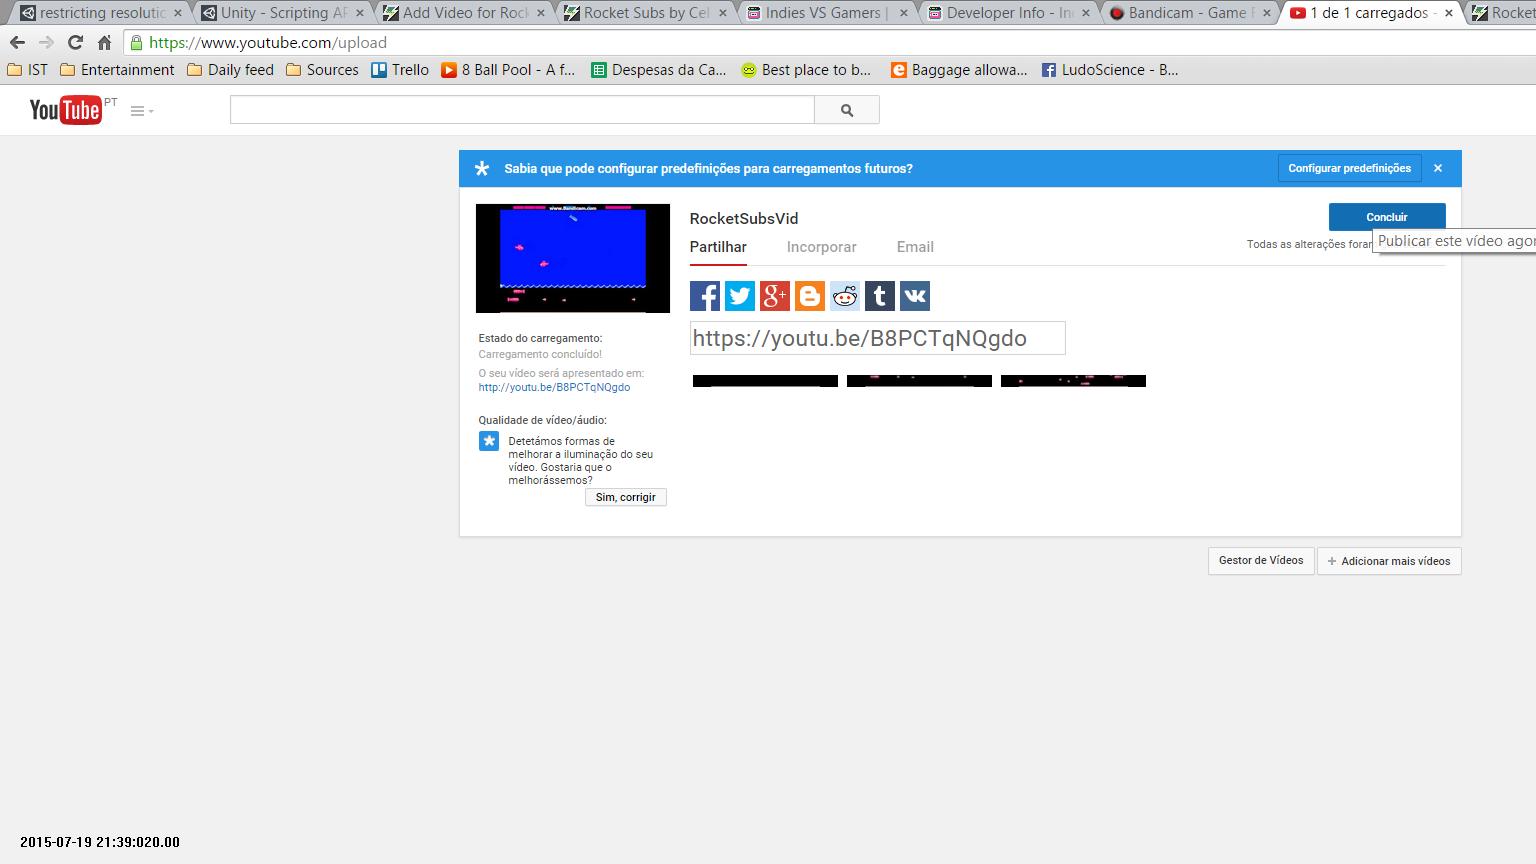 restricting resolutic
Unity - Scripting AP
Add Video for Rock
Rocket Subs by Cel
Indies VS Gamers |
Developer Info - In
Bandicam - Game R
1 de 1 carregados -
Rocket
https://www.youtube.com/upload
IST
Entertainment
Daily feed
Sources
Trello
8 Ball Pool - A f...
Despesas da Ca...
Best place to b...
Baggage allowa...
LudoScience - B...
YouTube PT
Sabia que pode configurar predefinições para carregamentos futuros?
Configurar predefinições
www.Bandicam.com
RocketSubsVid
Concluir
Partilhar
Incorporar
Email
Todas as alterações foram
Publicar este vídeo agor
https://youtu.be/B8PCTqNQgdo
Estado do carregamento:
Carregamento concluído!
O seu vídeo será apresentado em:
http://youtu.be/B8PCTqNQgdo
Qualidade de vídeo/áudio:
Detetámos formas de
melhorar a iluminação do seu
vídeo. Gostaria que o
melhorássemos?
Sim, corrigir
Gestor de Vídeos
+ Adicionar mais vídeos
2015-07-19 21:39:020.00